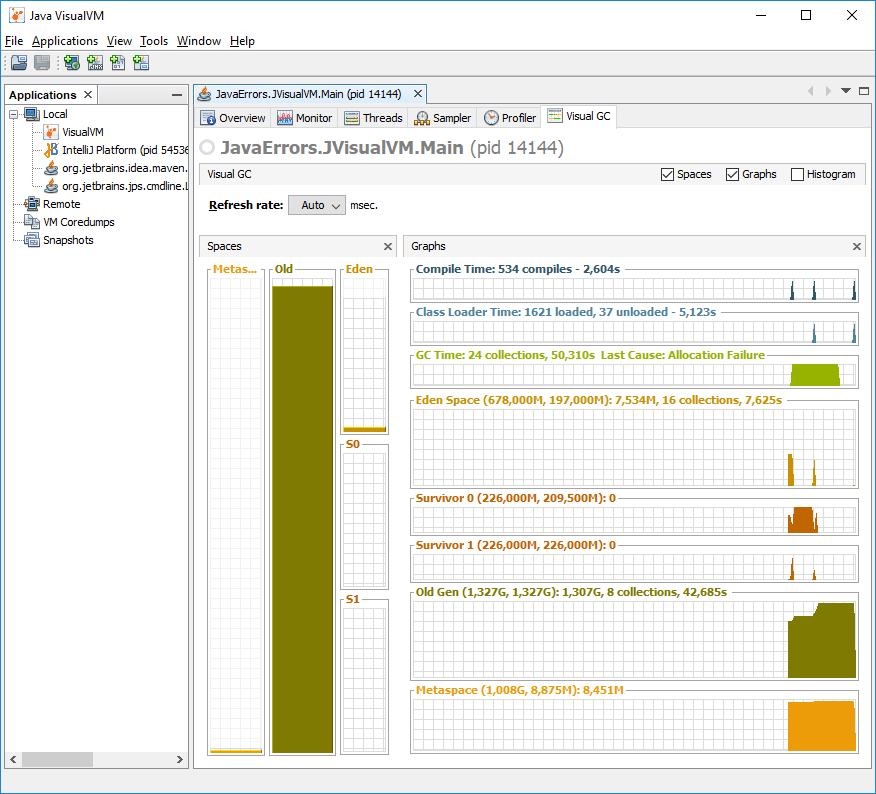 Java VisualVM
File Applications View Tools Window Help
Applications
Local
VisualVM
IntelliJ Platform (pid 54536
org.jetbrains.idea.maven.
org.jetbrains.jps.cmdline.L
Remote
VM Coredumps
Snapshots
JavaErrors.JVisualVM.Main (pid 14144)
Overview Monitor Threads Sampler Profiler Visual GC
JavaErrors.JVisualVM.Main (pid 14144)
Visual GC Spaces Graphs Histogram
Refresh rate: Auto msec.
Spaces
Metas... Old Eden
S0
S1
Graphs
Compile Time: 534 compiles - 2,604s
Class Loader Time: 1621 loaded, 37 unloaded - 5,123s
GC Time: 24 collections, 50,310s Last Cause: Allocation Failure
Eden Space (678,000M, 197,000M): 7,534M, 16 collections, 7,625s
Survivor 0 (226,000M, 209,500M): 0
Survivor 1 (226,000M, 226,000M): 0
Old Gen (1,327G, 1,327G): 1,307G, 8 collections, 42,685s
Metaspace (1,008G, 8,875M): 8,451M